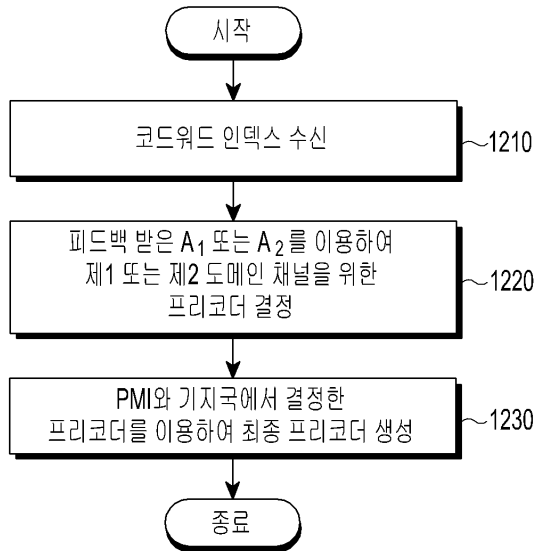 시작
코드워드 인덱스 수신
1210
피드백 받은 A1 또는 A2를 이용하여
제1 또는 제2 도메인 채널을 위한
프리코더 결정
1220
PMI와 기지국에서 결정한
프리코더를 이용하여 최종 프리코더 생성
1230
종료